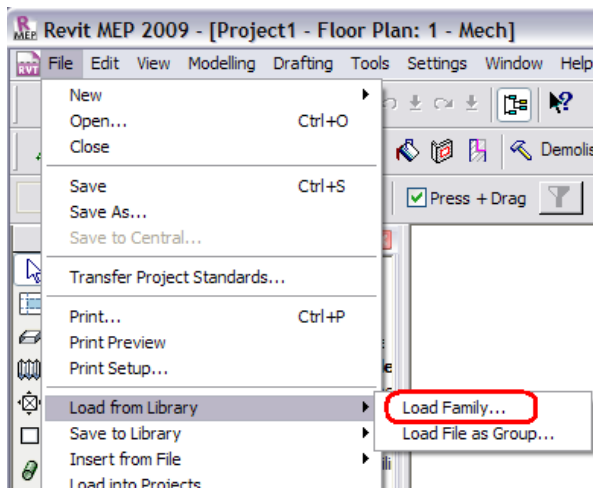 MEP Revit MEP 2009 - [Project1 - Floor Plan: 1 - Mech]
RVT File Edit View Modelling Drafting Tools Settings Window Help
New
Open... Ctrl+O
Close
Demolis
Save Ctrl+S
Press + Drag
Save As...
Save to Central...
Transfer Project Standards...
Print... Ctrl+P
Print Preview
Print Setup...
Load from Library Load Family...
Save to Library Load File as Group...
Insert from File
Load into Projects